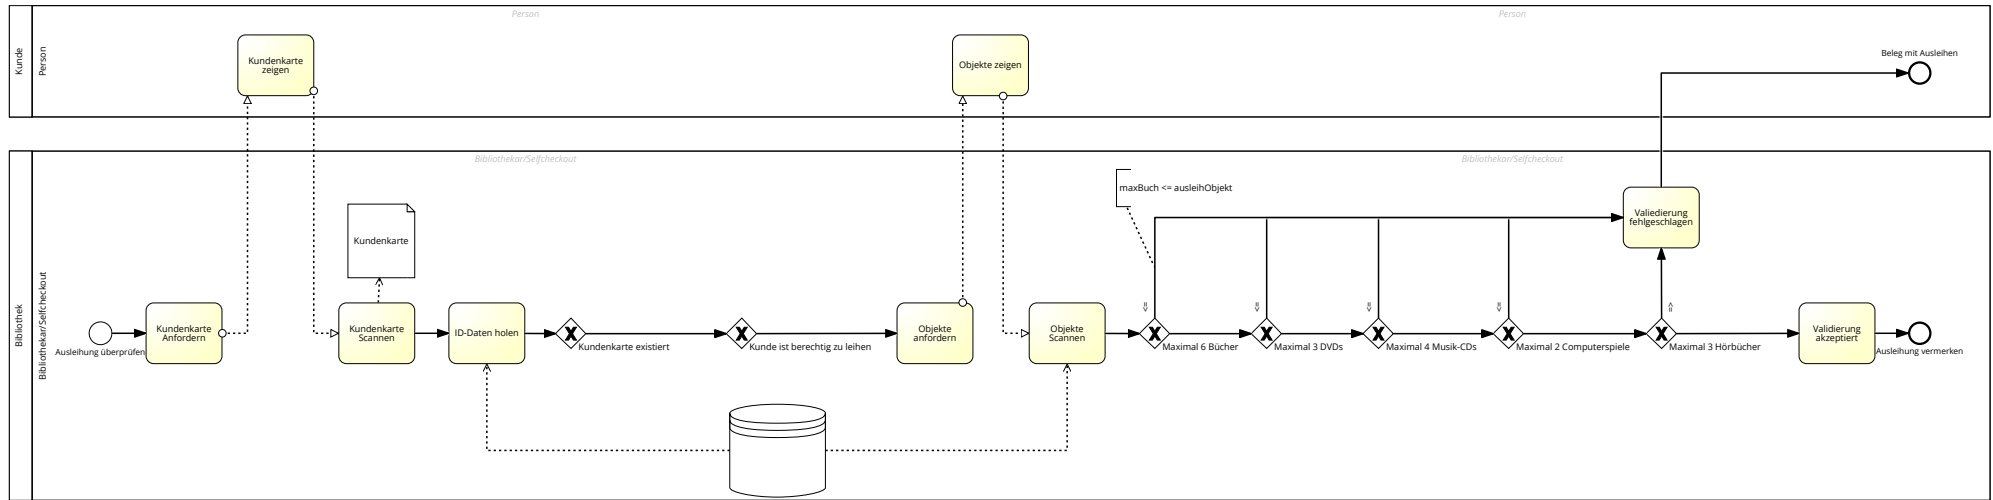 Person
Person
Kunde
Person
Kundenkarte
zeigen
Objekte zeigen
Beleg mit Ausleihen
Bibliothekar/Selfcheckout
Bibliothekar/Selfcheckout
Bibliothek
Bibliothekar/Selfcheckout
maxBuch <= ausleihObjekt
Valiedierung
fehlgeschlagen
Kundenkarte
Ausleihung überprüfen
Kundenkarte
Anfordern
Kundenkarte
Scannen
ID-Daten holen
Kundenkarte existiert
Kunde ist berechtig zu leihen
Objekte
anfordern
Objekte
Scannen
<=
<=
<=
<=
=>
Maximal 6 Bücher
Maximal 3 DVDs
Maximal 4 Musik-CDs
Maximal 2 Computerspiele
Maximal 3 Hörbücher
Validierung
akzeptiert
Ausleihung vermerken